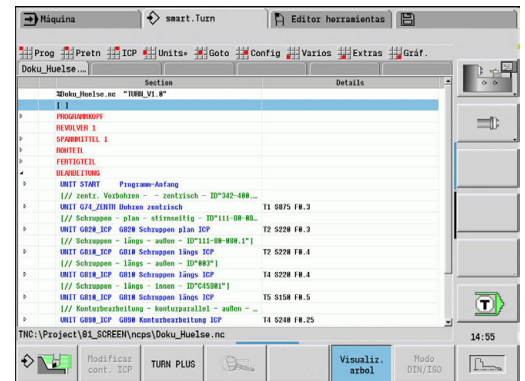 Máquina
smart.Turn
Editor herramientas
Prog Pretn ICP Units» Goto Config Varios Extras Gráf.
Doku_Huelse....
Section Details
%Doku_Huelse.nc "TURN_V1.0"
[ ]
PROGRAMMKOPF
REVOLVER 1
SPANNMITTEL 1
ROHTEIL
FERTIGTEIL
BEARBEITUNG
UNIT START Programm-Anfang
[// zentr. Vorbohren - - zentrisch - ID"342-400....
UNIT G74_ZENTR Bohren zentrisch T1 S875 F0.3
[// Schruppen - plan - stirnseitig - ID"111-80-08..
UNIT G820_ICP G820 Schruppen plan ICP T2 S220 F0.3
[// Schruppen - längs - außen - ID"111-80-080.1"]
UNIT G810_ICP G810 Schruppen längs ICP T2 S220 F0.4
[// Schruppen - längs - außen - ID"003"]
UNIT G810_ICP G810 Schruppen längs ICP T4 S220 F0.4
[// Schruppen - längs - innen - ID"C45901"]
UNIT G810_ICP G810 Schruppen längs ICP T5 S150 F0.5
[// Konturbearbeitung - konturparallel - außen - ...
UNIT G890_ICP G890 Konturbearbeitung ICP T4 S240 F0.25
TNC:\Project\01_SCREEN\ncps\Doku_Huelse.nc
T
14:55
Modificar
cont. ICP
TURN PLUS
Visualiz.
arbol
Modo
DIN/ISO